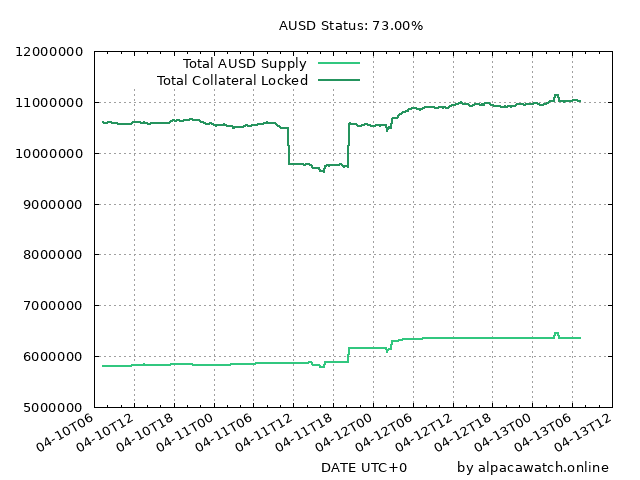 AUSD Status: 73.00%
12000000
11000000
10000000
9000000
8000000
7000000
6000000
5000000
Total AUSD Supply
Total Collateral Locked
04-10T06
04-10T12
04-10T18
04-11T00
04-11T06
04-11T12
04-11T18
04-12T00
04-12T06
04-12T12
04-12T18
04-13T00
04-13T06
04-13T12
DATE UTC+0
by alpacawatch.online